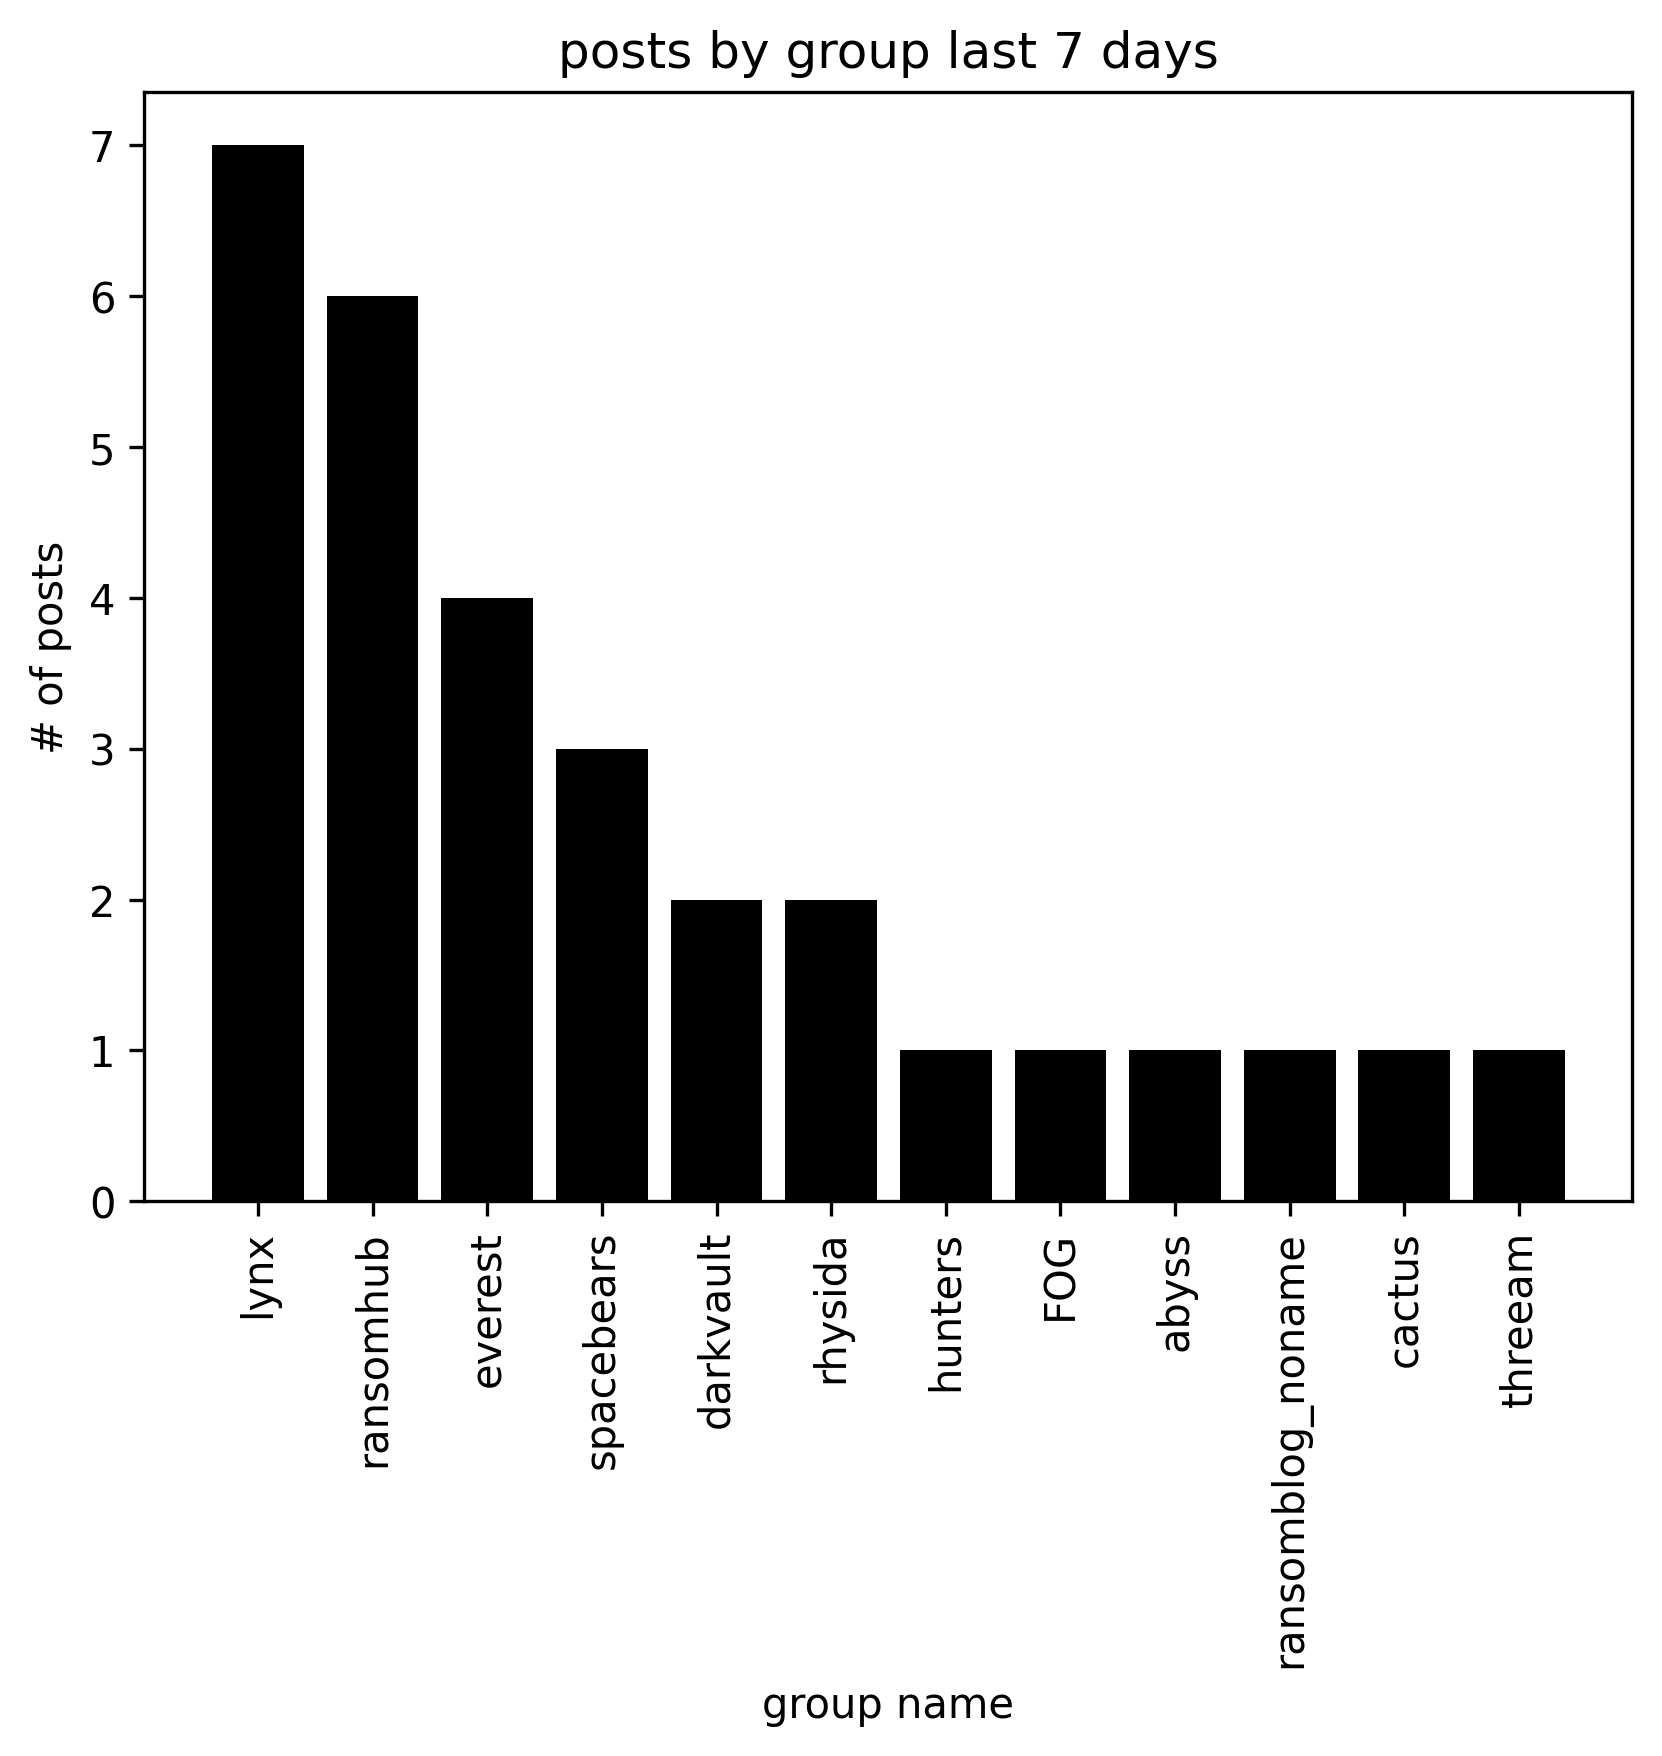 posts by group last 7 days
# of posts
7
6
5
4
3
2
1
0
lynx
ransomhub
everest
spacebears
darkvault
rhysida
hunters
FOG
abyss
ransomblog_noname
cactus
threeam
group name